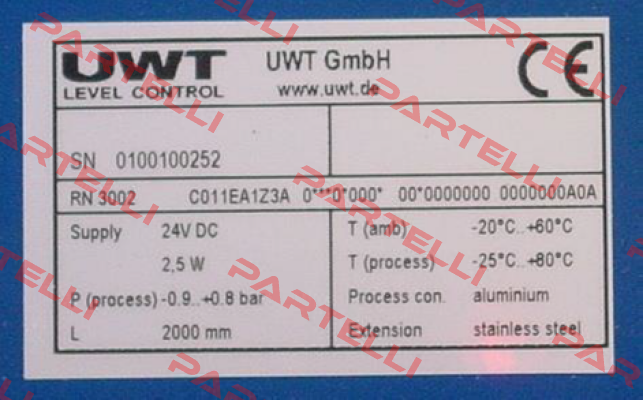 UWT UWT GmbH
LEVEL CONTROL www.uwt.de
CE
SN 0100100252
RN 3002 C011EA1Z3A 0***0*000* 00*0000000 0000000A0A
Supply 24V DC T (amb) -20°C..+60°C
2,5 W T (process) -25°C..+80°C
P (process) -0.9..+0.8 bar Process con. aluminium
L 2000 mm Extension stainless steel
PARTELLI
PARTELLI
PARTELLI
PARTELLI